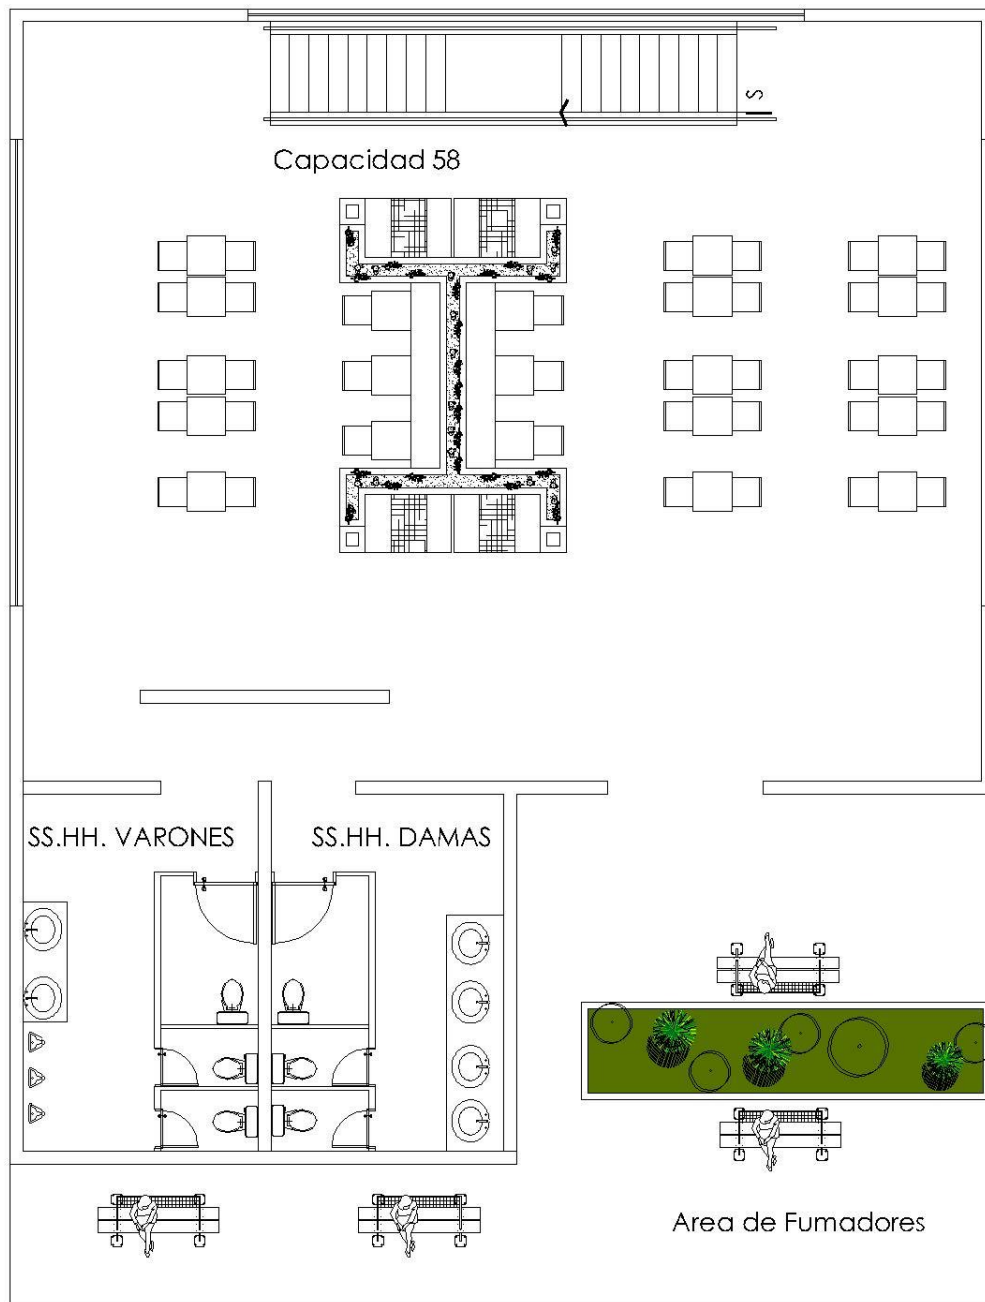 S
Capacidad 58
SS.HH. VARONES
SS.HH. DAMAS
Area de Fumadores